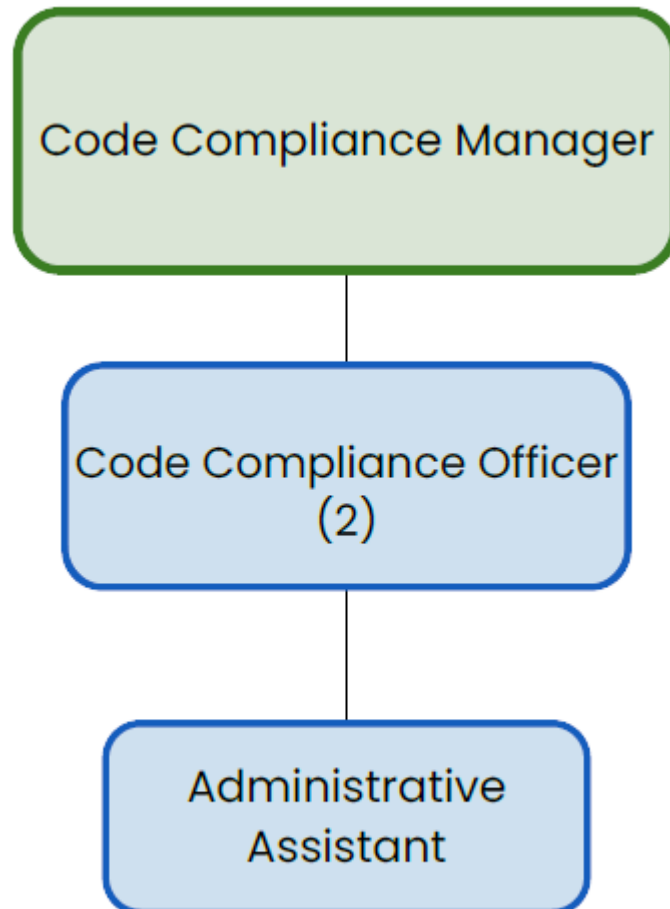 Code Compliance Manager
Code Compliance Officer
(2)
Administrative
Assistant